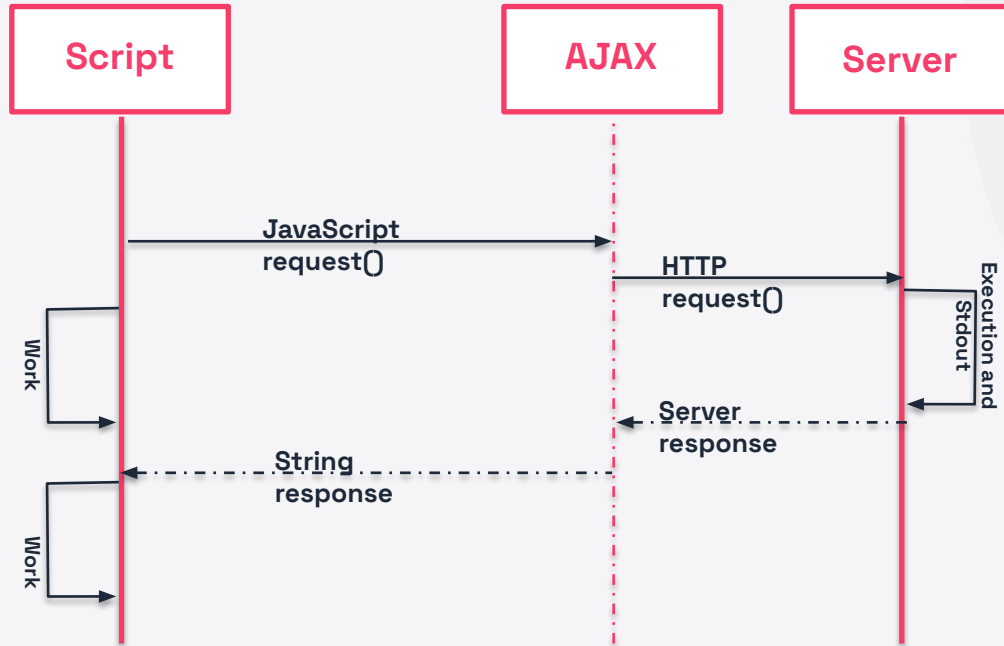 Script
AJAX
Server
JavaScript
request()
HTTP
request()
Execution and
Stdout
Work
Server
response
String
response
Work